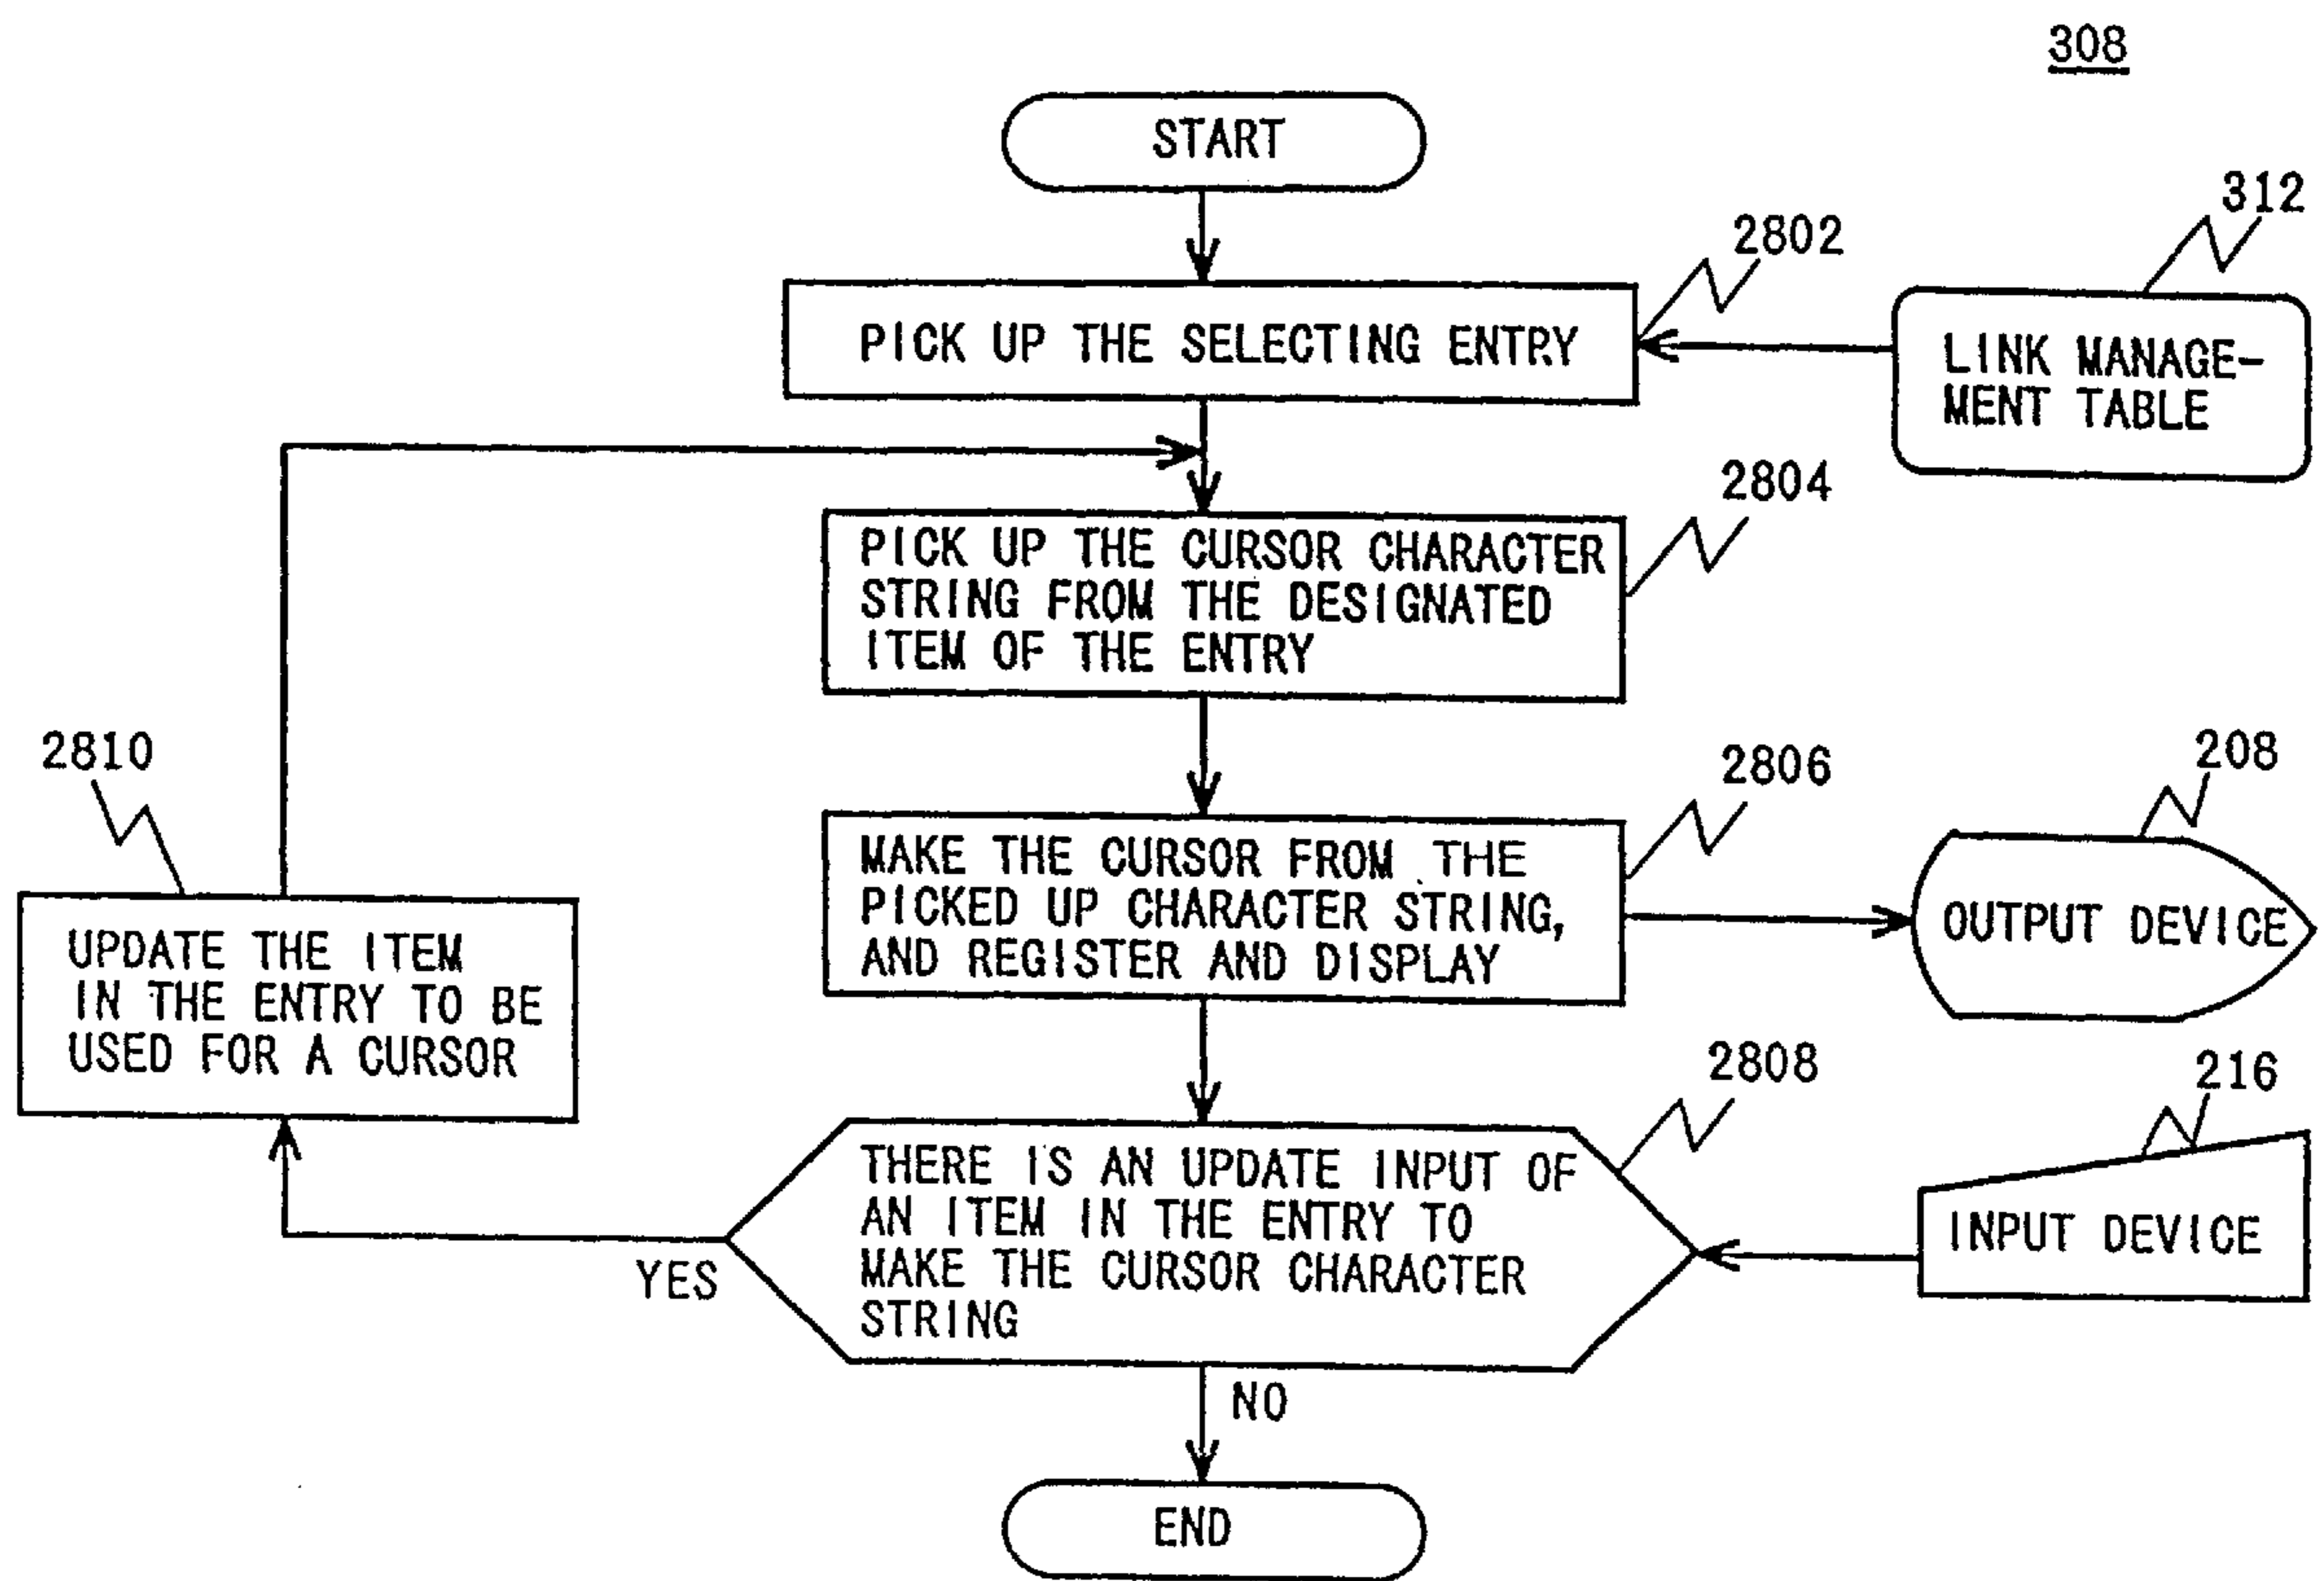 308
START
312
2802
PICK UP THE SELECTING ENTRY
LINK MANAGE-
MENT TABLE
2804
PICK UP THE CURSOR CHARACTER
STRING FROM THE DESIGNATED
ITEM OF THE ENTRY
2810
2806
208
MAKE THE CURSOR FROM THE
PICKED UP CHARACTER STRING,
AND REGISTER AND DISPLAY
OUTPUT DEVICE
UPDATE THE ITEM
IN THE ENTRY TO BE
USED FOR A CURSOR
2808
216
THERE IS AN UPDATE INPUT OF
AN ITEM IN THE ENTRY TO
MAKE THE CURSOR CHARACTER
STRING
INPUT DEVICE
YES
NO
END